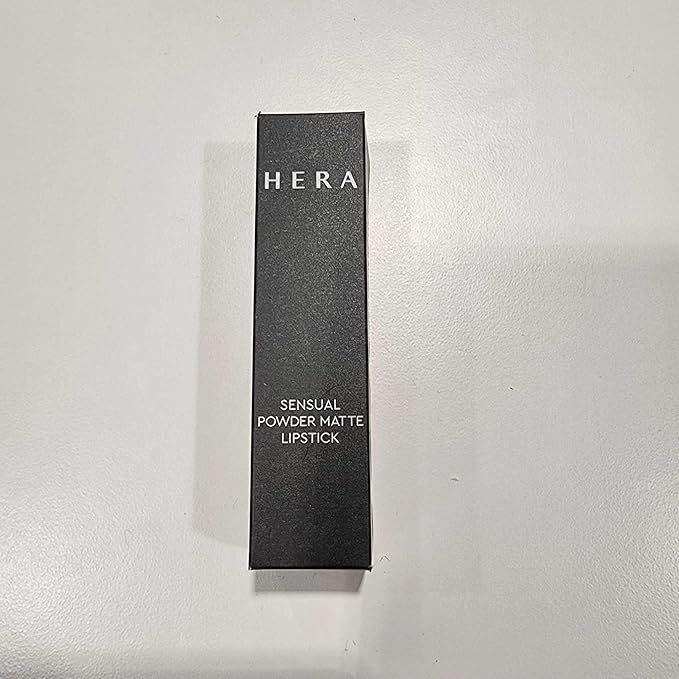 HERA
SENSUAL
POWDER MATTE
LIPSTICK